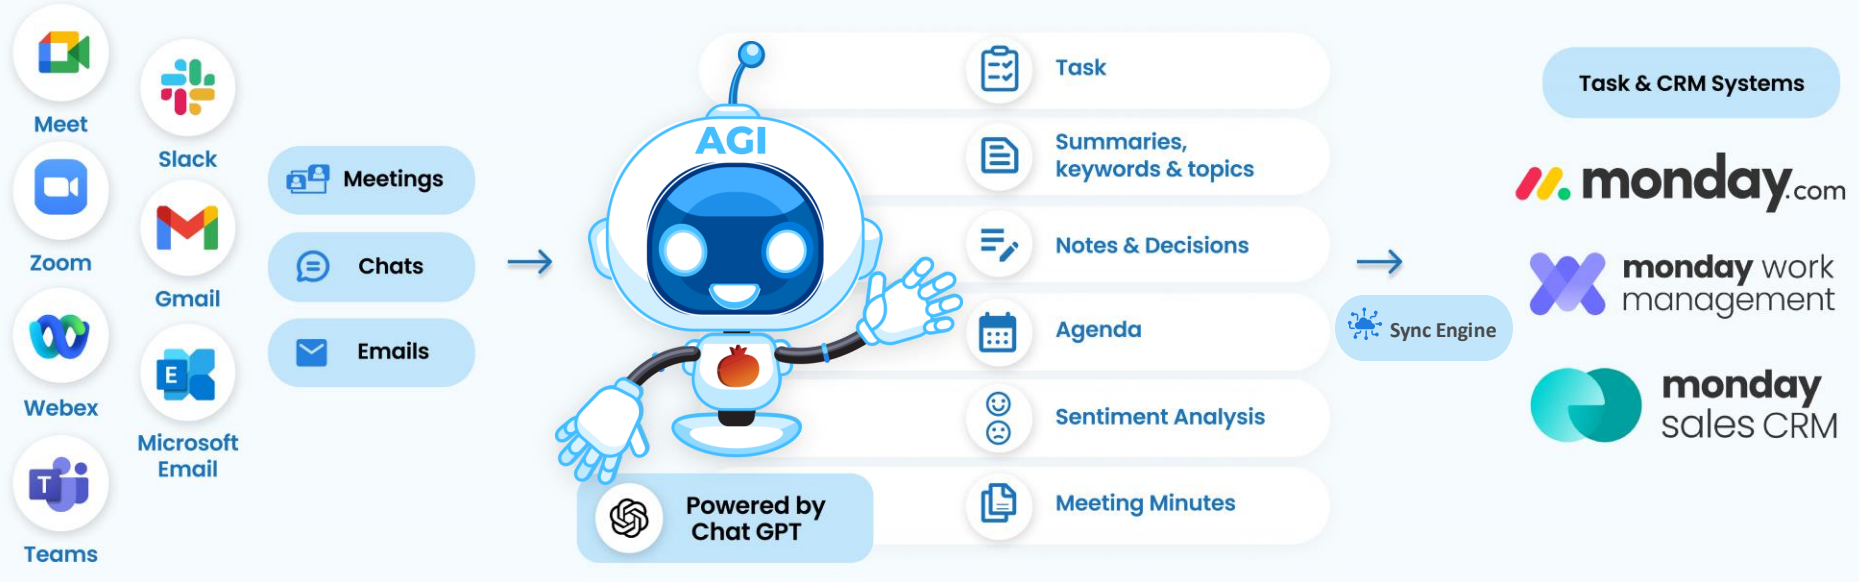 Meet
Zoom
Webex
Teams
Slack
Gmail
Microsoft
Email
E
T
Meetings
Chats
Emails
AGI
Powered by
Chat GPT
Task
Summaries,
keywords & topics
Notes & Decisions
Agenda
Sentiment Analysis
Meeting Minutes
Sync Engine
Task & CRM Systems
monday.com
monday work
management
monday
sales CRM